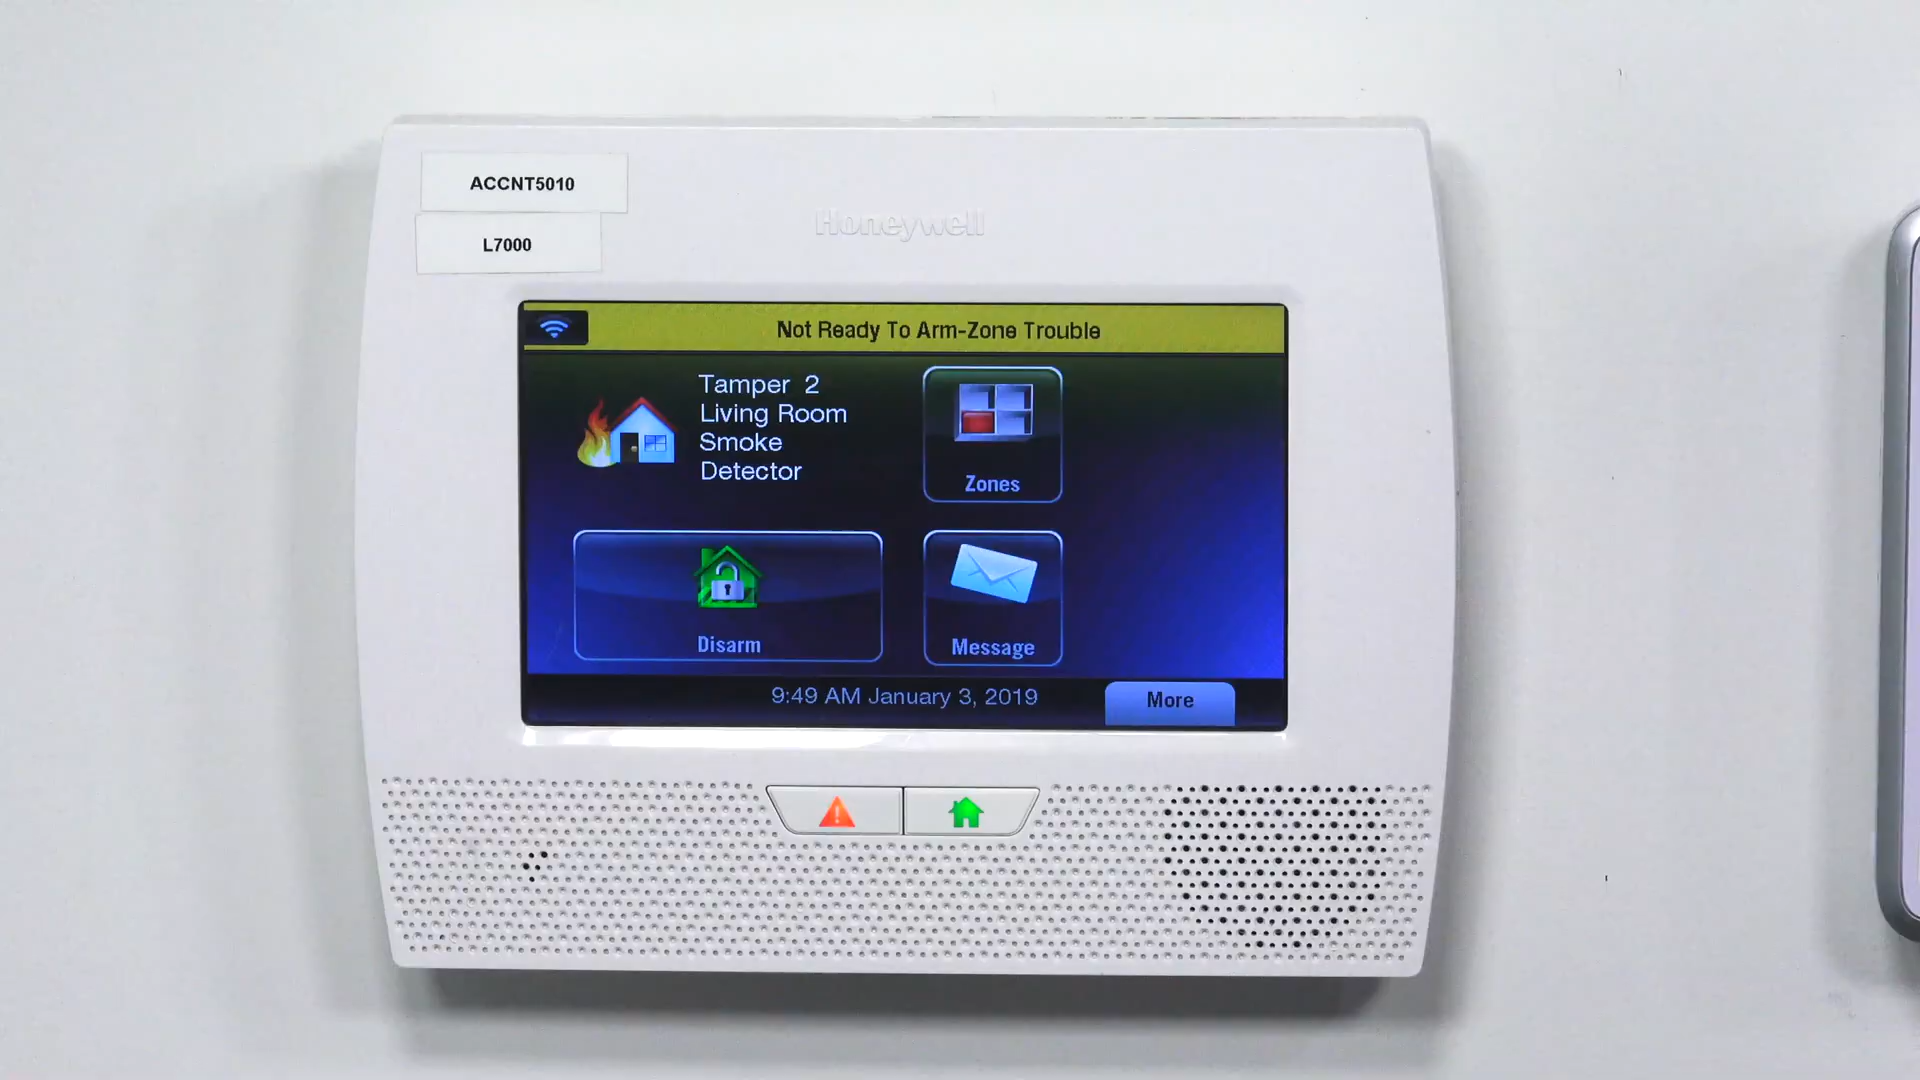 ACCNT5010
L7000
Honeywell
Not Ready To Arm-Zone Trouble
Tamper 2
Living Room
Smoke
Detector
Zones
Disarm
Message
9:49 AM January 3, 2019
More